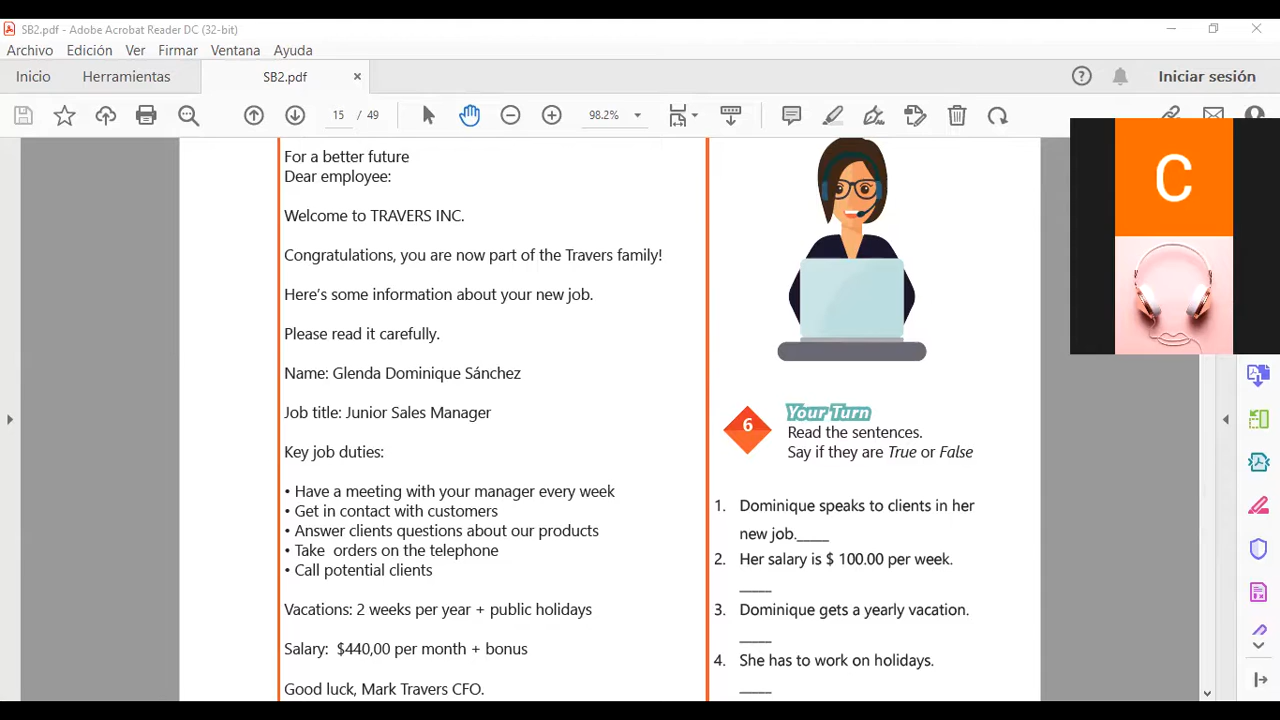 SB2.pdf - Adobe Acrobat Reader DC (32-bit)
Archivo Edición Ver Firmar Ventana Ayuda
Inicio Herramientas SB2.pdf × Iniciar sesión
15 / 49 98.2%
For a better future
Dear employee:
Welcome to TRAVERS INC.
Congratulations, you are now part of the Travers family!
Here's some information about your new job.
Please read it carefully.
Name: Glenda Dominique Sánchez
Job title: Junior Sales Manager
Key job duties:
• Have a meeting with your manager every week
• Get in contact with customers
• Answer clients questions about our products
• Take orders on the telephone
• Call potential clients
Vacations: 2 weeks per year + public holidays
Salary: $440,00 per month + bonus
Good luck, Mark Travers CFO.
C
6
Your Turn
Read the sentences.
Say if they are True or False
1. Dominique speaks to clients in her
new job.____
2. Her salary is $ 100.00 per week.
____
3. Dominique gets a yearly vacation.
____
4. She has to work on holidays.
____